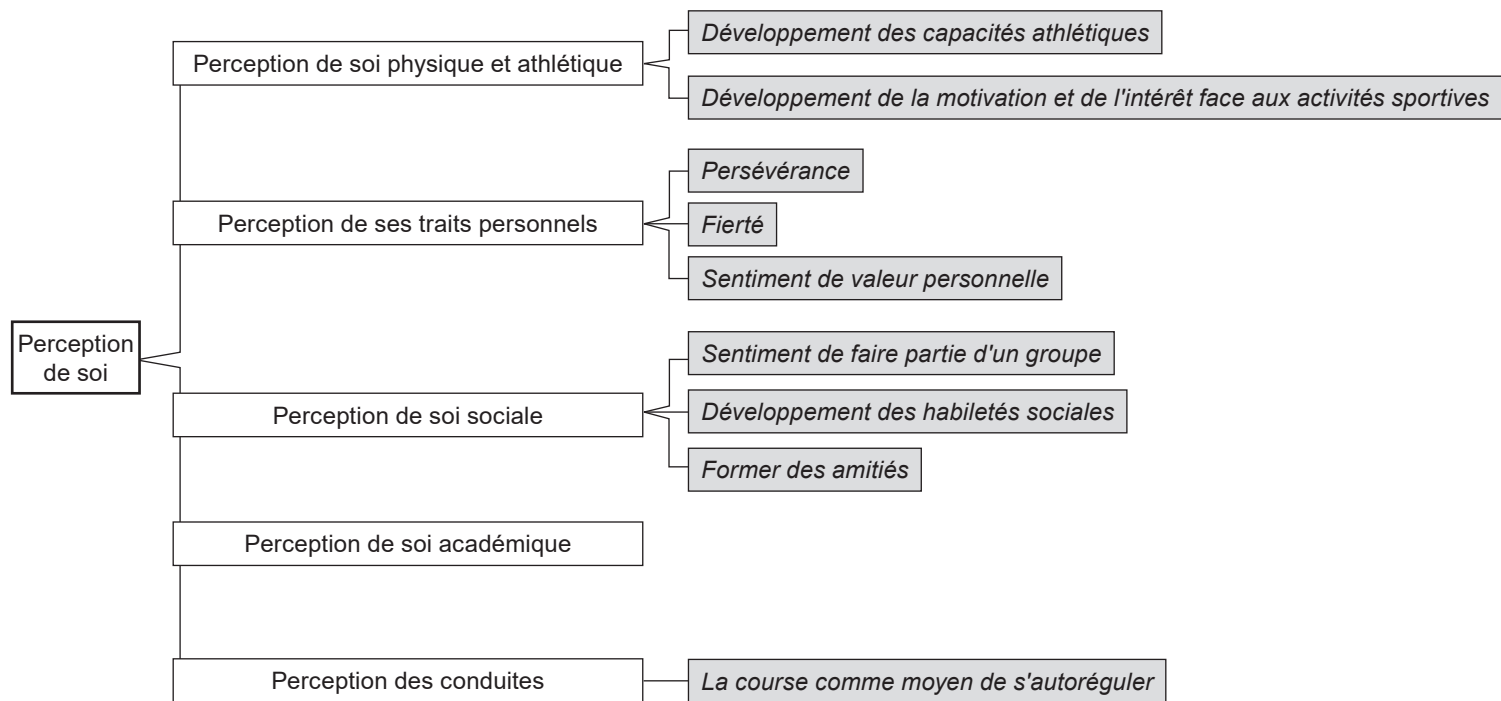 Perception
de soi
Perception de soi physique et athlétique
Développement des capacités athlétiques
Développement de la motivation et de l'intérêt face aux activités sportives
Perception de ses traits personnels
Persévérance
Fierté
Sentiment de valeur personnelle
Perception de soi sociale
Sentiment de faire partie d'un groupe
Développement des habiletés sociales
Former des amitiés
Perception de soi académique
Perception des conduites
La course comme moyen de s'autoréguler